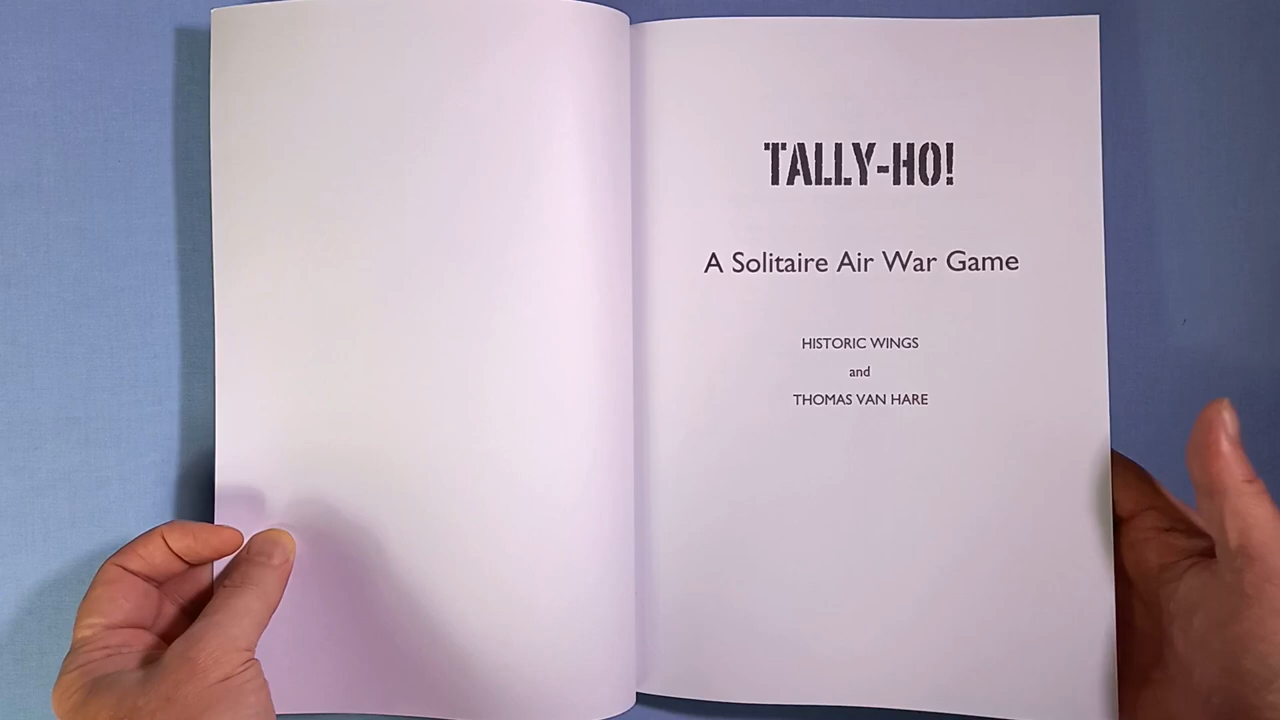 TALLY-HO!
A Solitaire Air War Game
HISTORIC WINGS
and
THOMAS VAN HARE